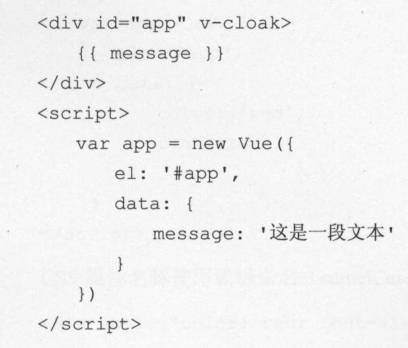 <div id="app" v-cloak>
    {{ message }}
</div>
<script>
    var app = new Vue({
        el: '#app',
        data: {
            message: '这是一段文本'
        }
    })
</script>